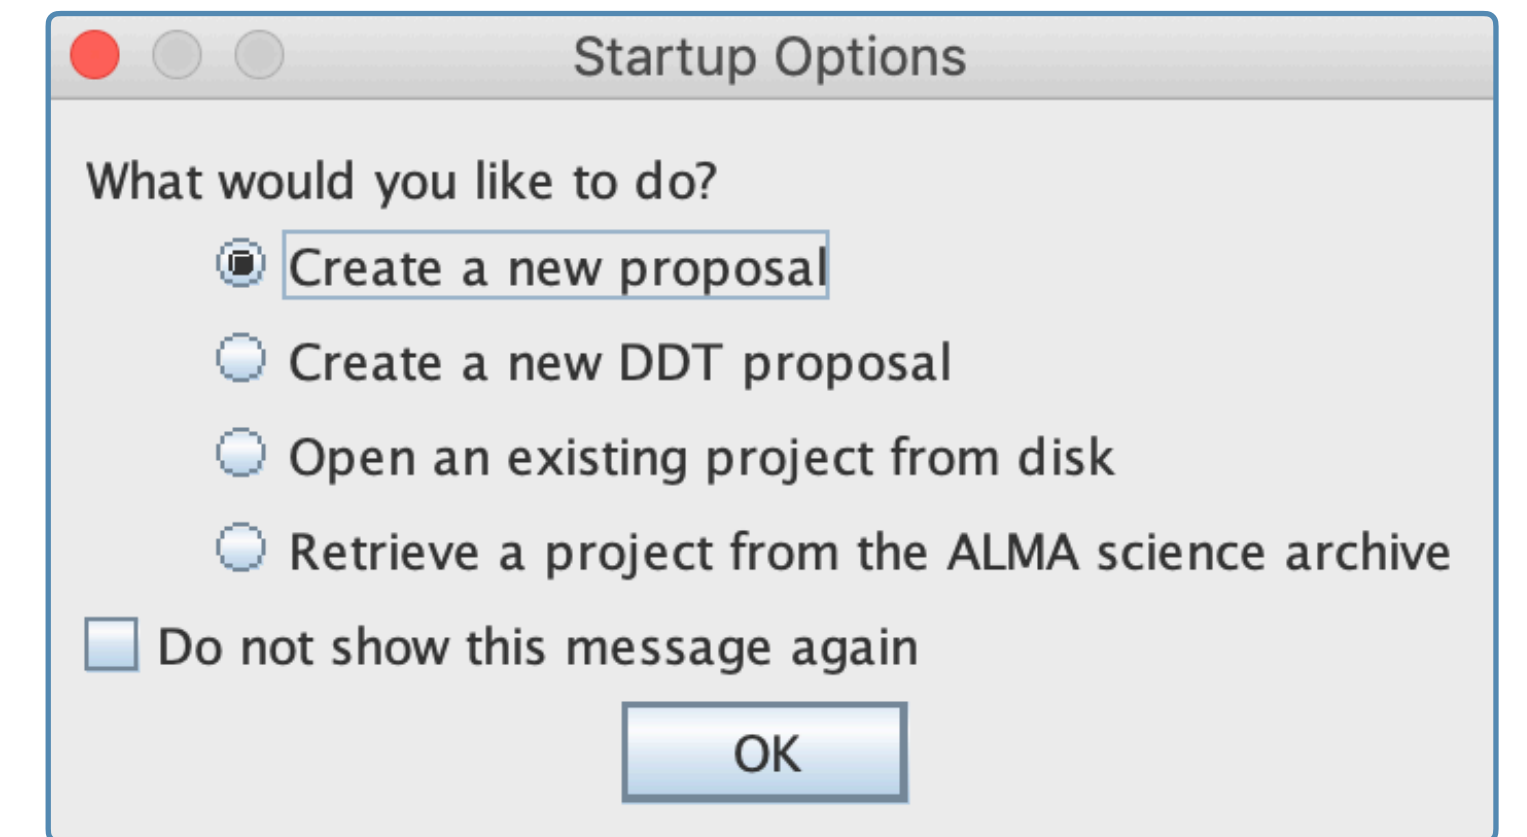 Startup Options
What would you like to do?
Create a new proposal
Create a new DDT proposal
Open an existing project from disk
Retrieve a project from the ALMA science archive
Do not show this message again
OK